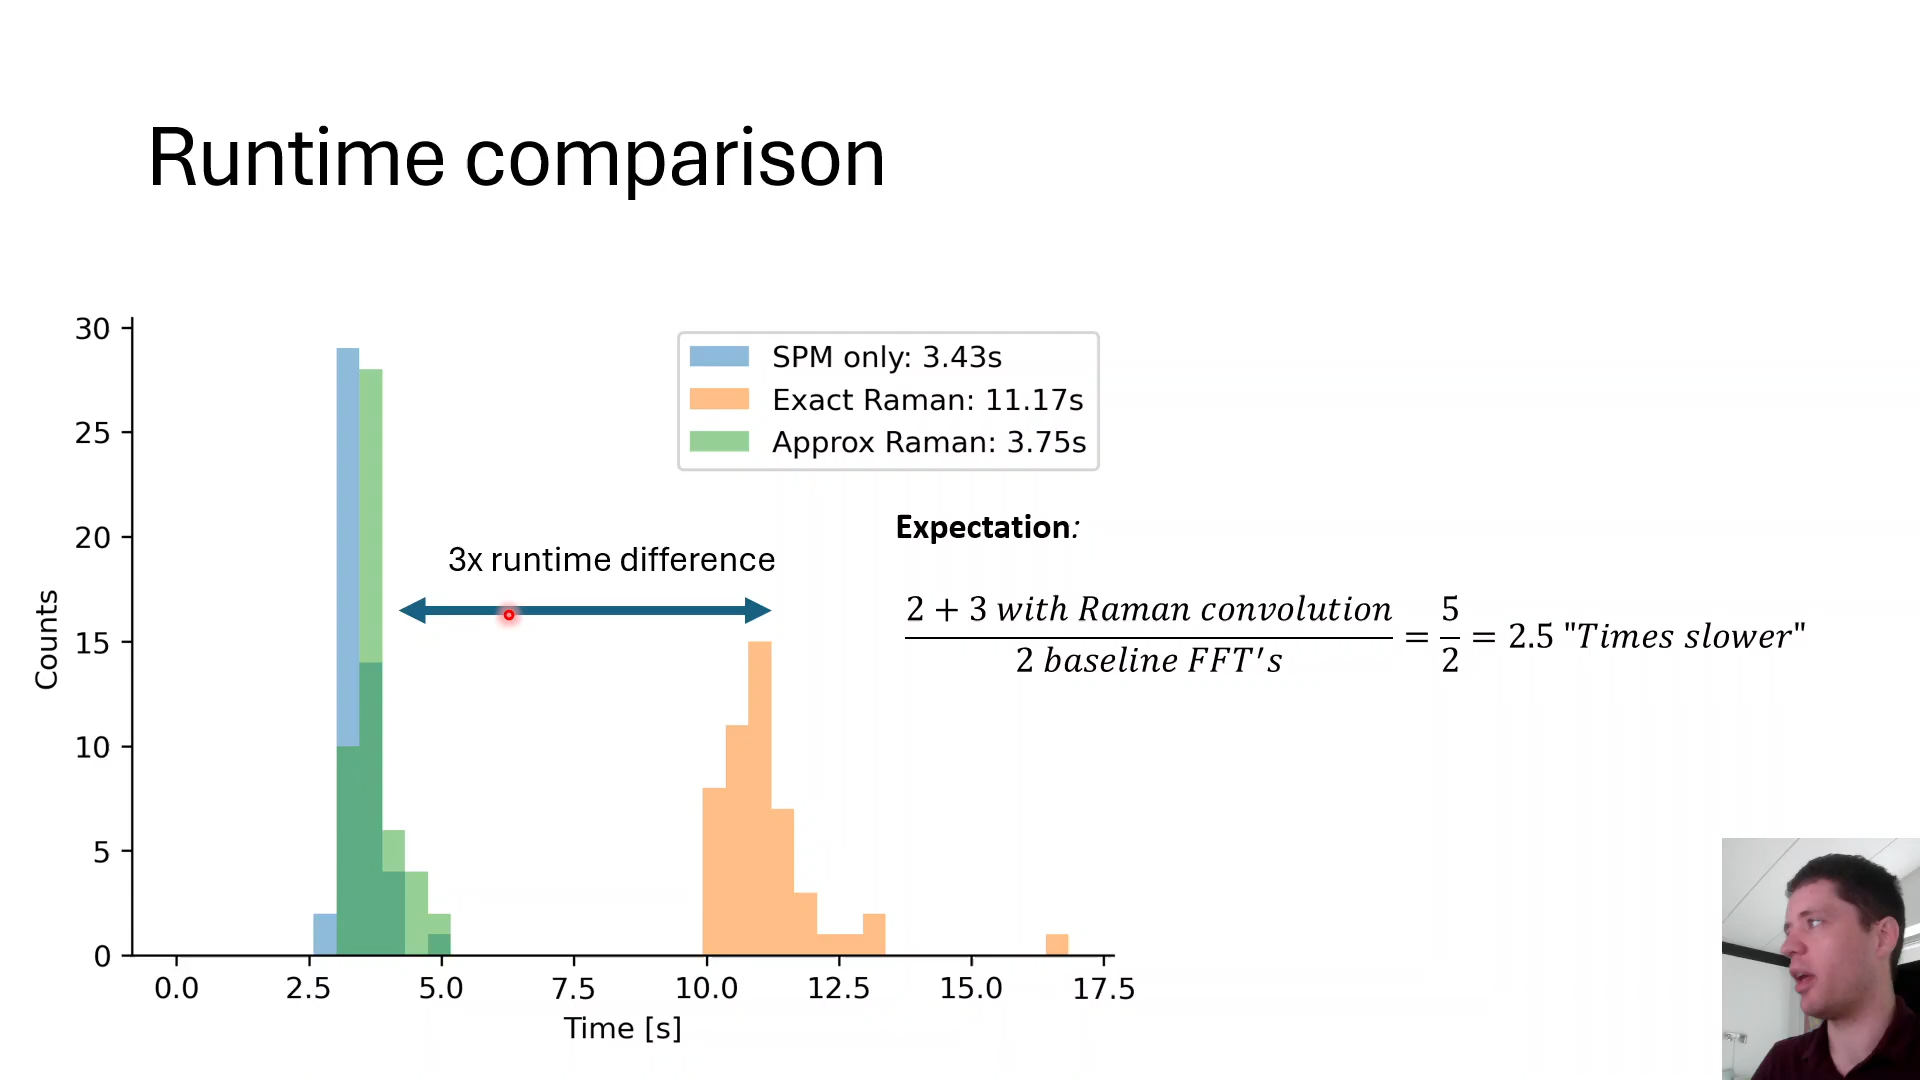 Runtime comparison
30
25
20
15
10
5
0
Counts
SPM only: 3.43s
Exact Raman: 11.17s
Approx Raman: 3.75s
3x runtime difference
Expectation:
2 + 3 with Raman convolution
2 baseline FFT's
= 5/2 = 2.5 "Times slower"
0.0 2.5 5.0 7.5 10.0 12.5 15.0 17.5
Time [s]